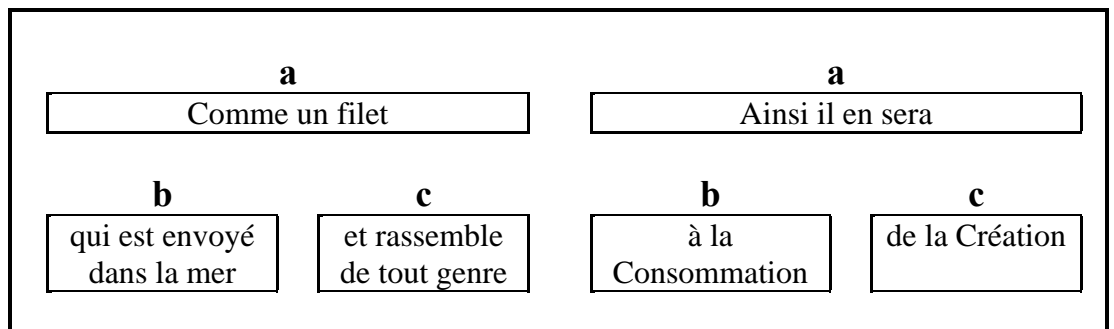 a
Comme un filet
a
Ainsi il en sera
b
qui est envoyé
dans la mer
c
et rassemble
de tout genre
b
à la
Consommation
c
de la Création